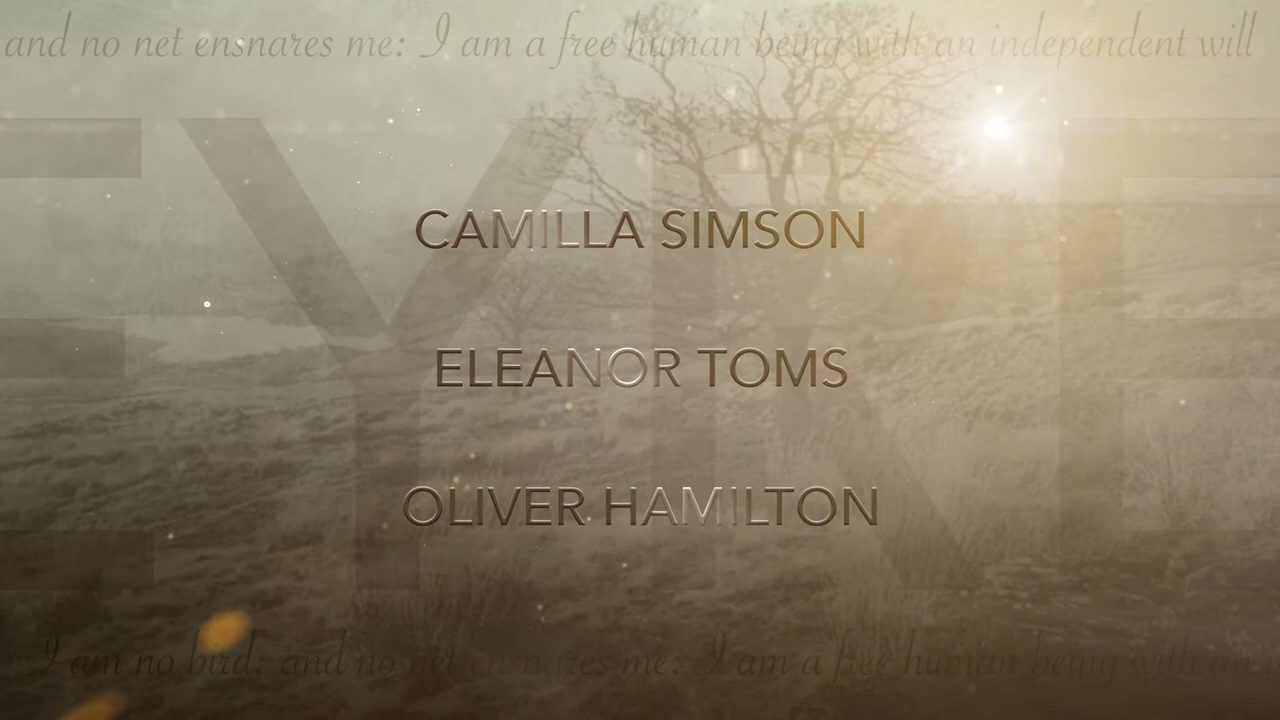 and no net ensnares me: I am a free human being with an independent will
EYRE
CAMILLA SIMSON
ELEANOR TOMS
OLIVER HAMILTON
I am no bird: and no net ensnares me: I am a free human being with an